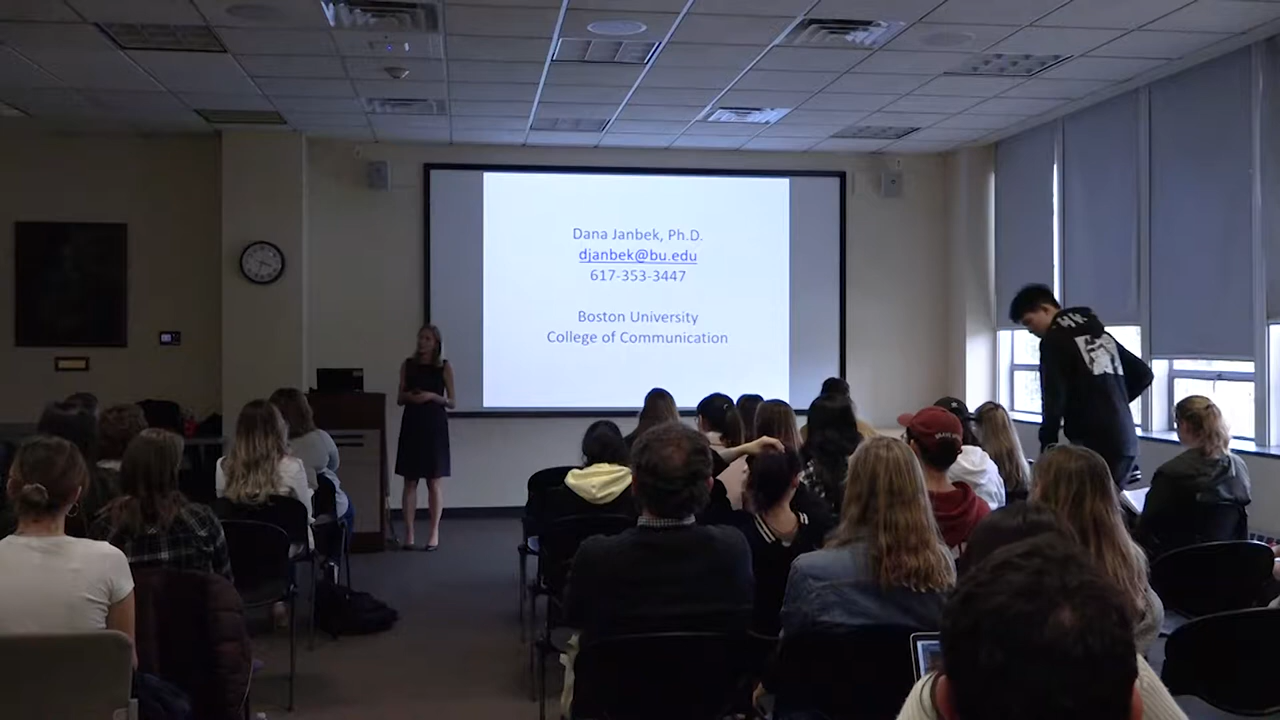 Dana Janbek, Ph.D.
djanbek@bu.edu
617-353-3447
Boston University
College of Communication